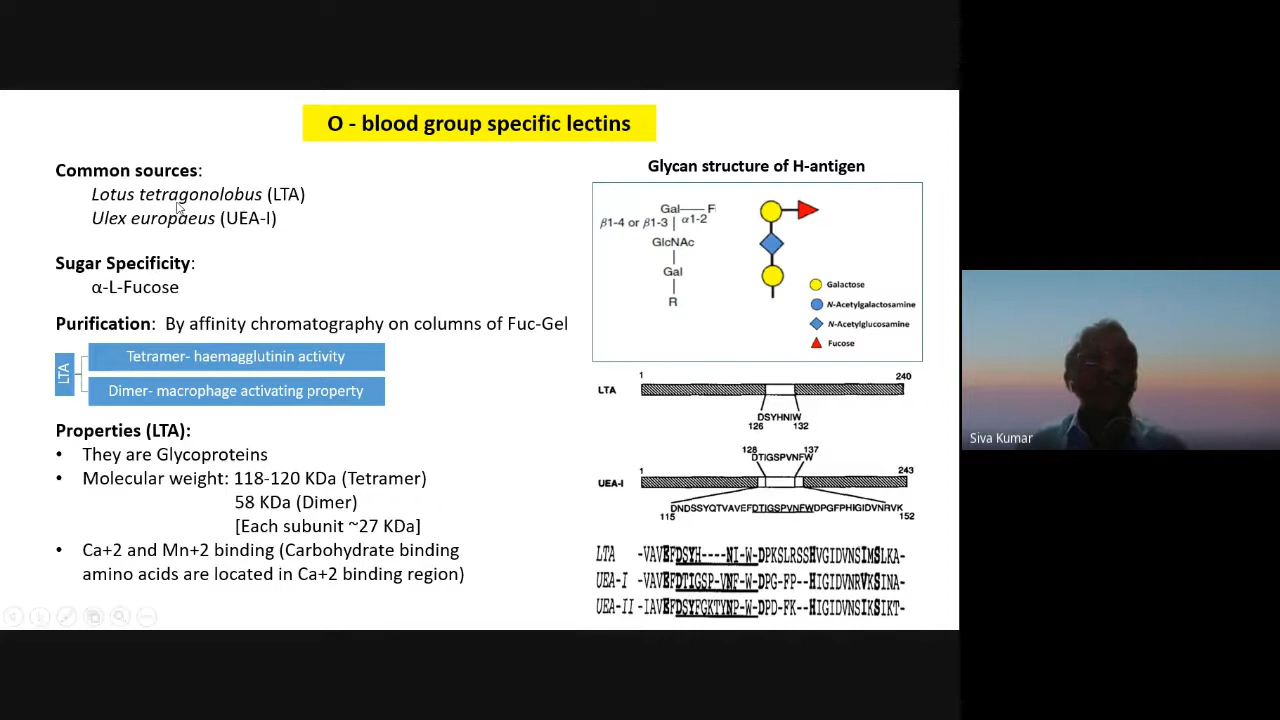 O - blood group specific lectins
Common sources:
Lotus tetragonolobus (LTA)
Ulex europaeus (UEA-I)
Sugar Specificity:
α-L-Fucose
Purification: By affinity chromatography on columns of Fuc-Gel
LTA
Tetramer- haemagglutinin activity
Dimer- macrophage activating property
Properties (LTA):
• They are Glycoproteins
• Molecular weight: 118-120 KDa (Tetramer)
58 KDa (Dimer)
[Each subunit ~27 KDa]
• Ca+2 and Mn+2 binding (Carbohydrate binding
amino acids are located in Ca+2 binding region)
Glycan structure of H-antigen
Gal F
β1-4 or β1-3 α1-2
GlcNAc
Gal
R
Galactose
N-Acetylgalactosamine
N-Acetylglucosamine
Fucose
1 240
LTA
DSYHNIW
126 132
128 137
DTIGSPVNFW
1 243
UEA-I
DNDSSYQTVAVEFDTIGSPVNFWDPGFPHIGIDVNRVK
115 152
LTA -VAVEFDSYH----NI-W-DPKSLRSSHVGIDVNSIMSLKA-
UEA-I -VAVEFDTIGSP-VNF-W-DPG-FP--HIGIDVNRVKSINA-
UEA-II -IAVEFDSYFGKTYNP-W-DPD-FK--HIGIDVNSIKSIKT-
Siva Kumar